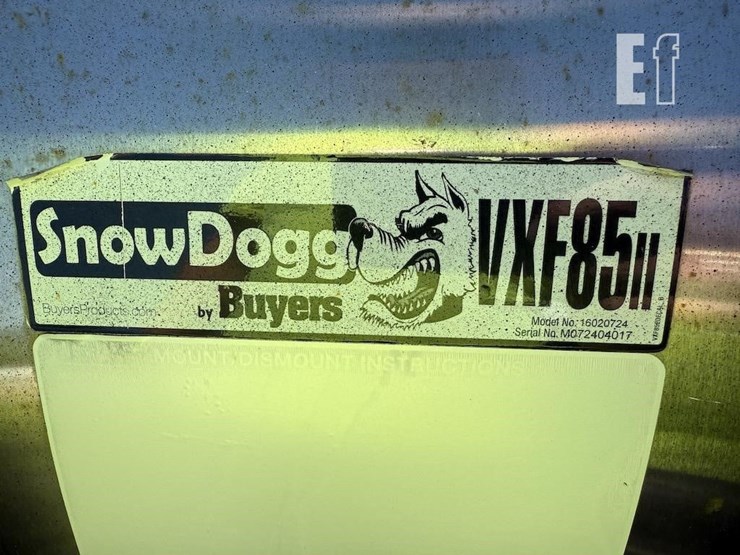 Ef
SnowDogg
VXF85II
BuyersProducts.com
by Buyers
Model No. 16020724
Serial No. M072404017
MOUNT/DISMOUNT INSTRUCTIONS